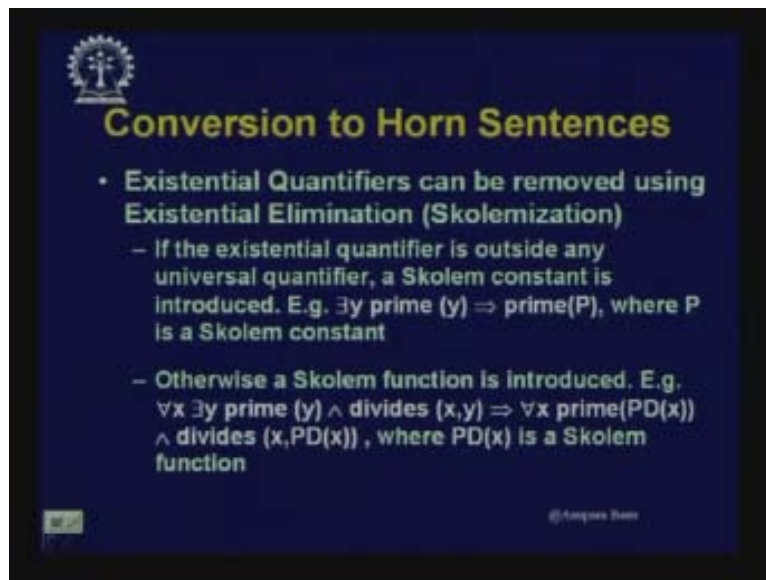 Conversion to Horn Sentences
• Existential Quantifiers can be removed using
Existential Elimination (Skolemization)
– If the existential quantifier is outside any
universal quantifier, a Skolem constant is
introduced. E.g. ∃y prime (y) ⇒ prime(P), where P
is a Skolem constant
– Otherwise a Skolem function is introduced. E.g.
∀x ∃y prime (y) ∧ divides (x,y) ⇒ ∀x prime(PD(x))
∧ divides (x,PD(x)) , where PD(x) is a Skolem
function